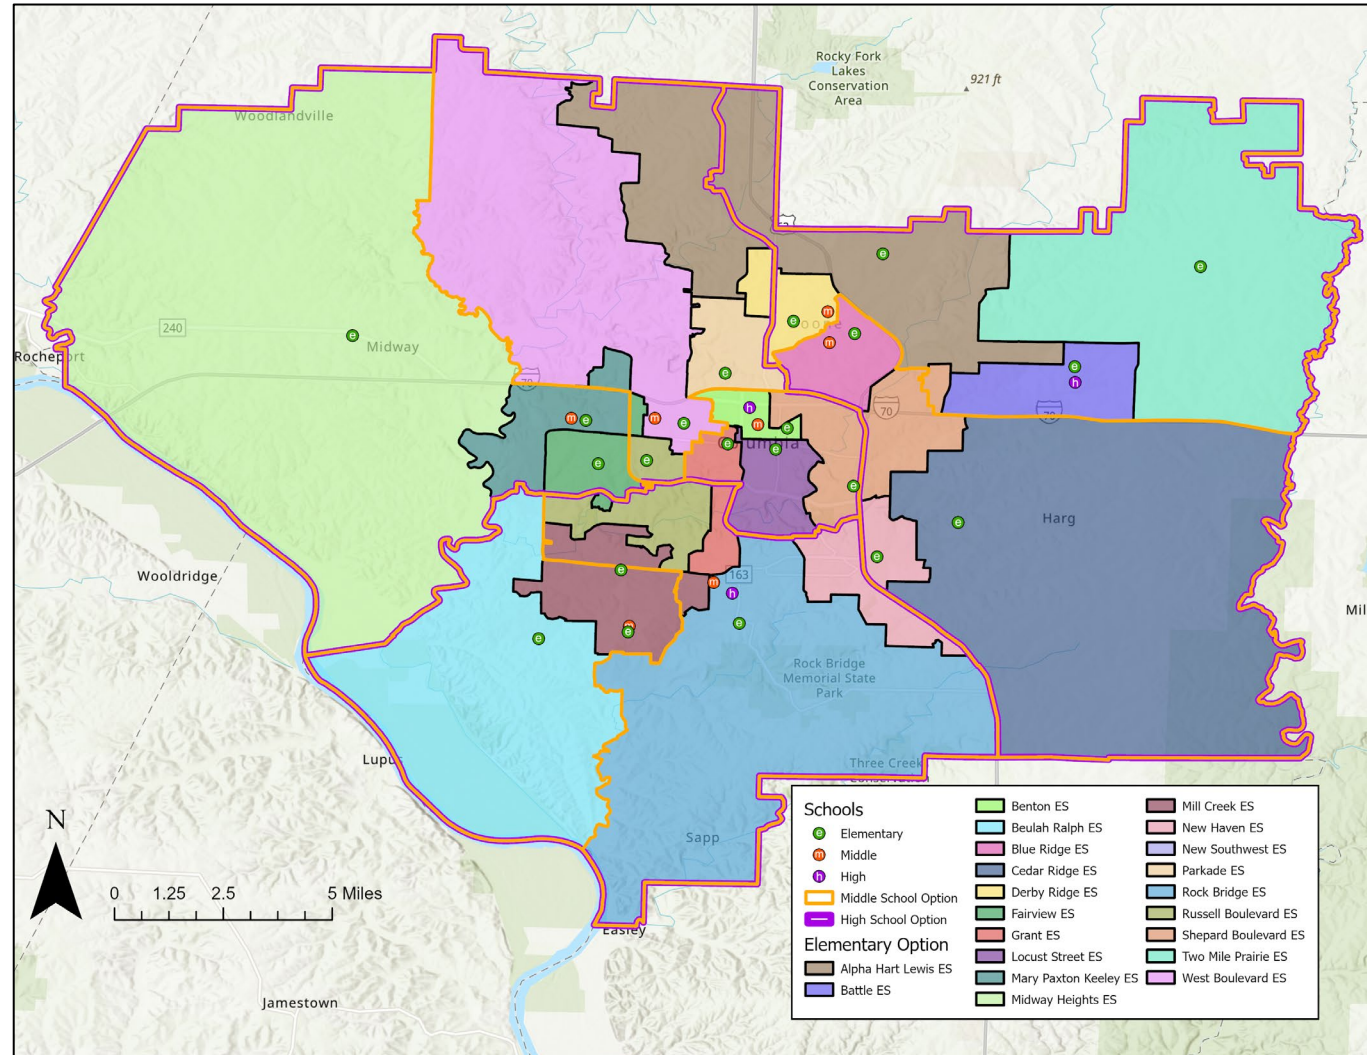 Rocky Fork
Lakes
Conservation
Area
921 ft
Woodlandville
240
Midway
Rocheport
70
70
70
Harg
Wooldridge
163
Rock Bridge
Memorial State
Park
Lupus
Three Creek
Sapp
Easley
Jamestown
Mil
N
0 1.25 2.5 5 Miles
Schools
e Elementary
m Middle
h High
Middle School Option
High School Option
Elementary Option
Alpha Hart Lewis ES
Battle ES
Benton ES
Beulah Ralph ES
Blue Ridge ES
Cedar Ridge ES
Derby Ridge ES
Fairview ES
Grant ES
Locust Street ES
Mary Paxton Keeley ES
Midway Heights ES
Mill Creek ES
New Haven ES
New Southwest ES
Parkade ES
Rock Bridge ES
Russell Boulevard ES
Shepard Boulevard ES
Two Mile Prairie ES
West Boulevard ES